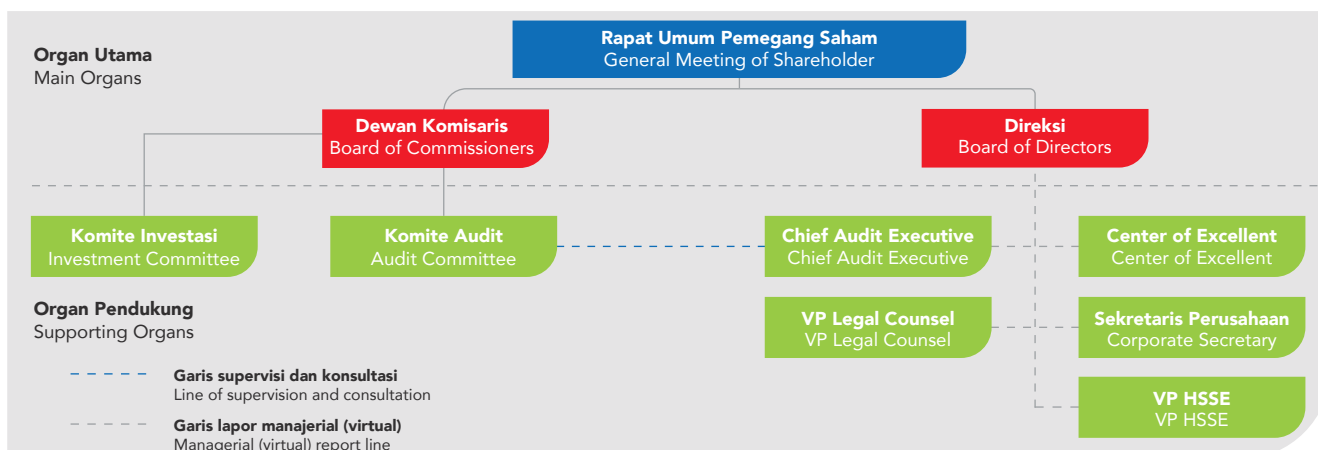 Organ Utama
Main Organs
Rapat Umum Pemegang Saham
General Meeting of Shareholder
Dewan Komisaris
Board of Commissioners
Direksi
Board of Directors
Komite Investasi
Investment Committee
Komite Audit
Audit Committee
Chief Audit Executive
Chief Audit Executive
Center of Excellent
Center of Excellent
Organ Pendukung
Supporting Organs
VP Legal Counsel
VP Legal Counsel
Sekretaris Perusahaan
Corporate Secretary
Garis supervisi dan konsultasi
Line of supervision and consultation
VP HSSE
VP HSSE
Garis lapor manajerial (virtual)
Managerial (virtual) report line